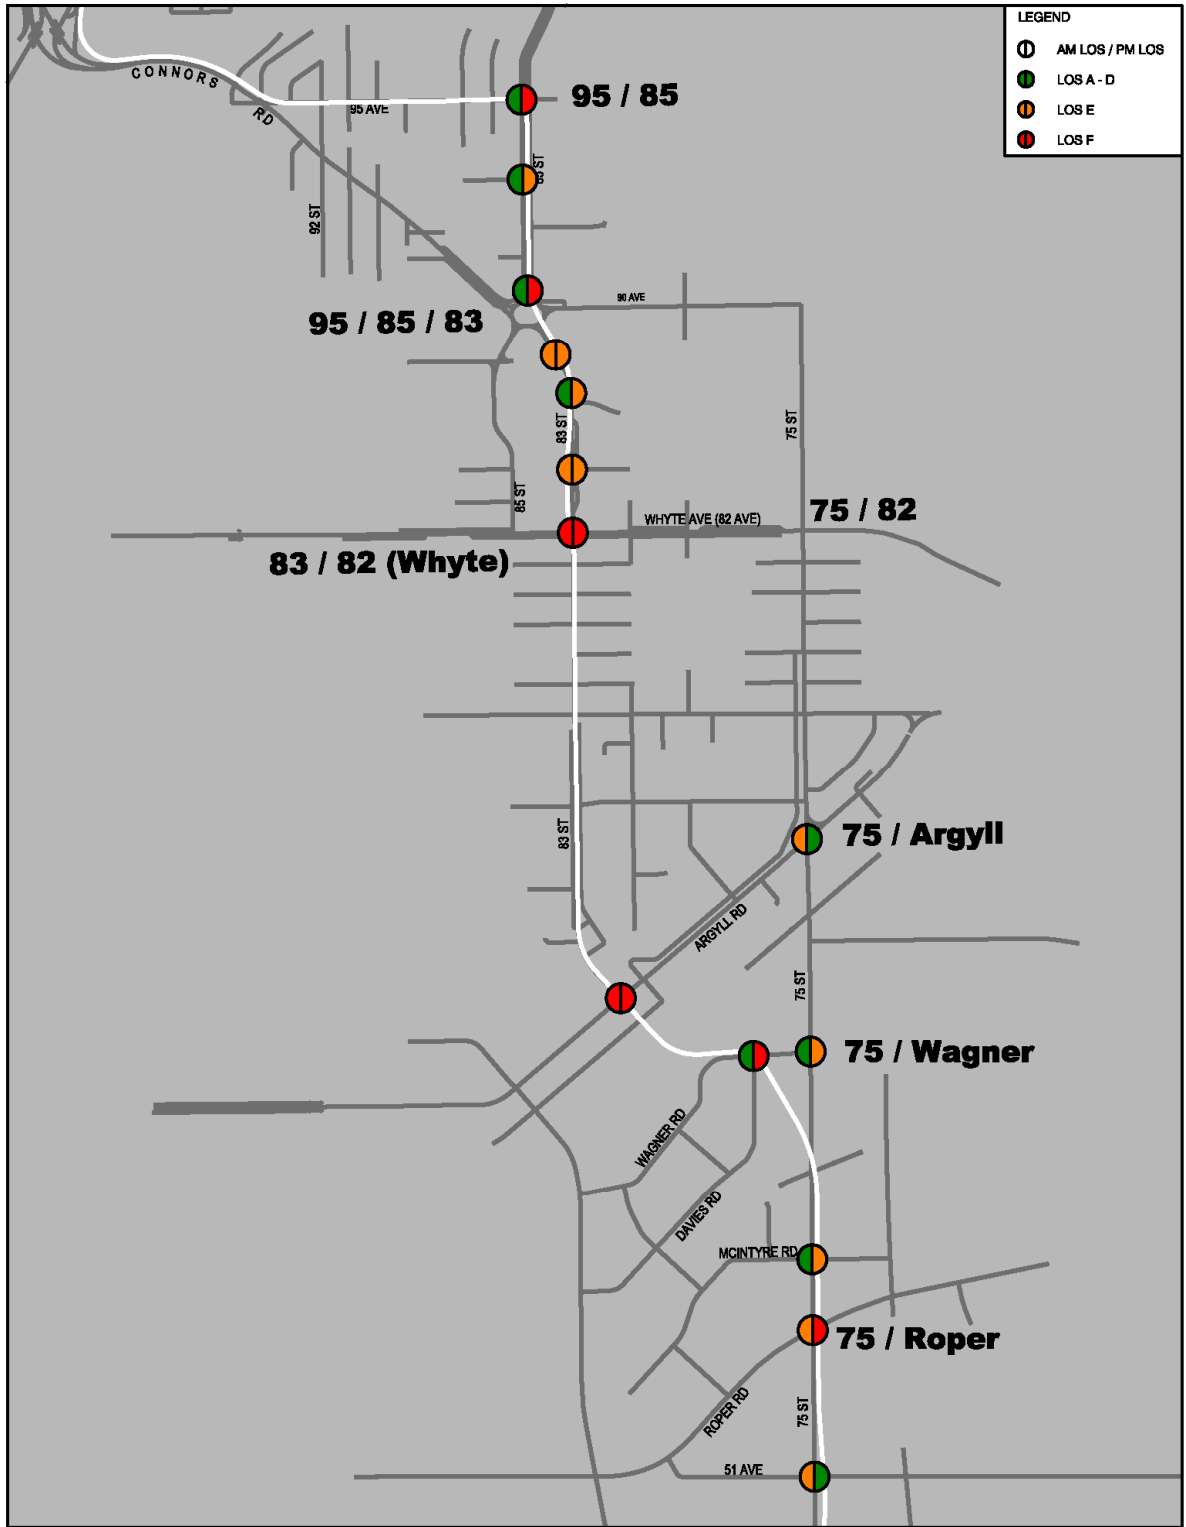 LEGEND
AM LOS / PM LOS
LOS A - D
LOS E
LOS F
CONNORS
RD
95 AVE
95 / 85
85 ST
92 ST
90 AVE
95 / 85 / 83
75 ST
83 ST
85 ST
WHYTE AVE (82 AVE)
75 / 82
83 / 82 (Whyte)
83 ST
75 / Argyll
ARGYLL RD
75 ST
75 / Wagner
WAGNER RD
DAVIES RD
MCINTYRE RD
75 / Roper
ROPER RD
75 ST
51 AVE